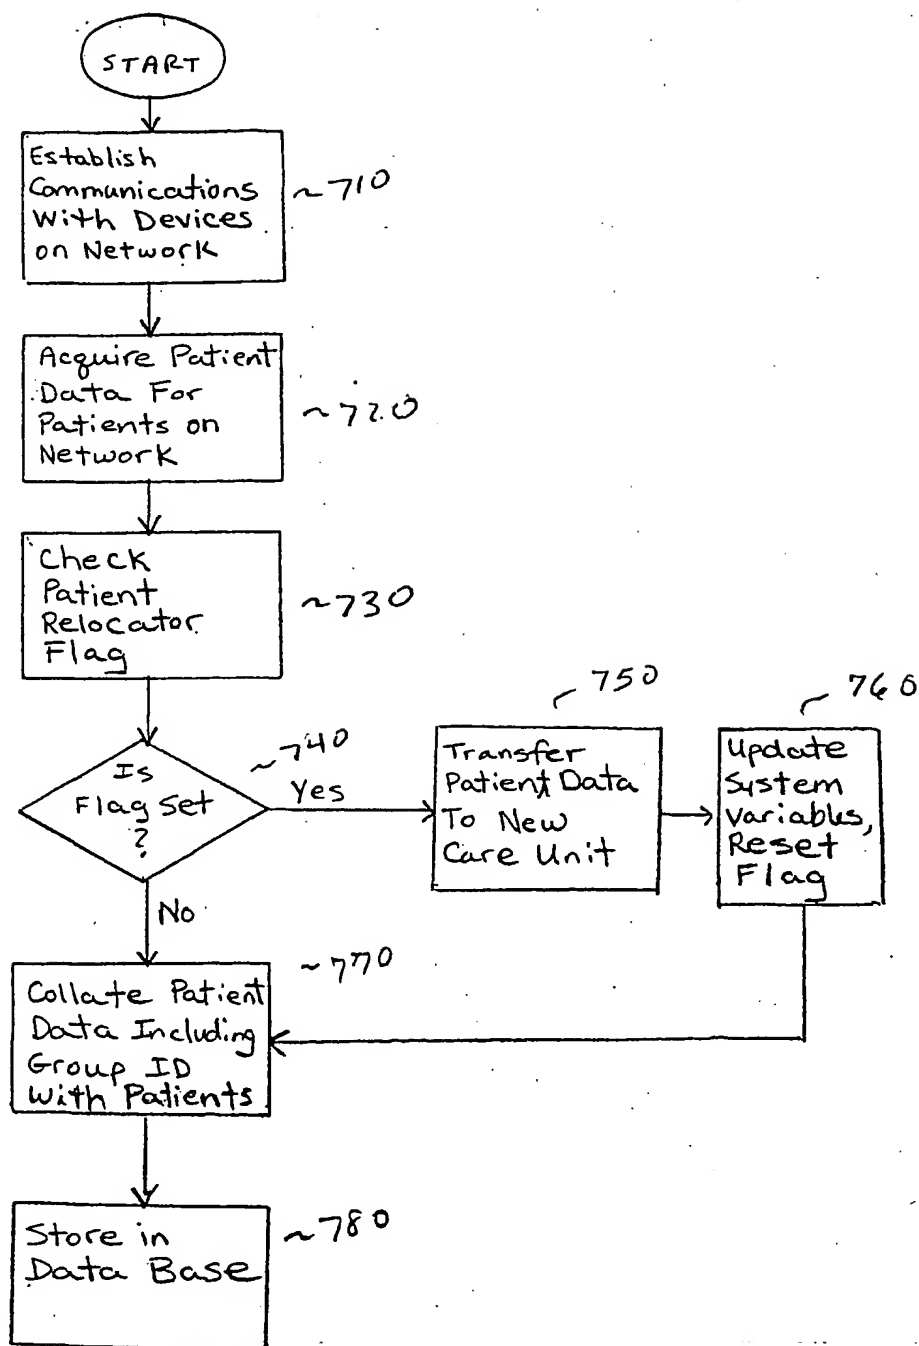 START
Establish
Communications
With Devices
on Network
~710
Acquire Patient
Data For
Patients on
Network
~720
Check
Patient
Relocator
Flag
~730
Is
Flag Set
?
~740
Yes
No
Transfer
Patient Data
To New
Care Unit
~750
Update
System
Variables,
Reset
Flag
~760
Collate Patient
Data Including
Group ID
With Patients
~770
Store in
Data Base
~780